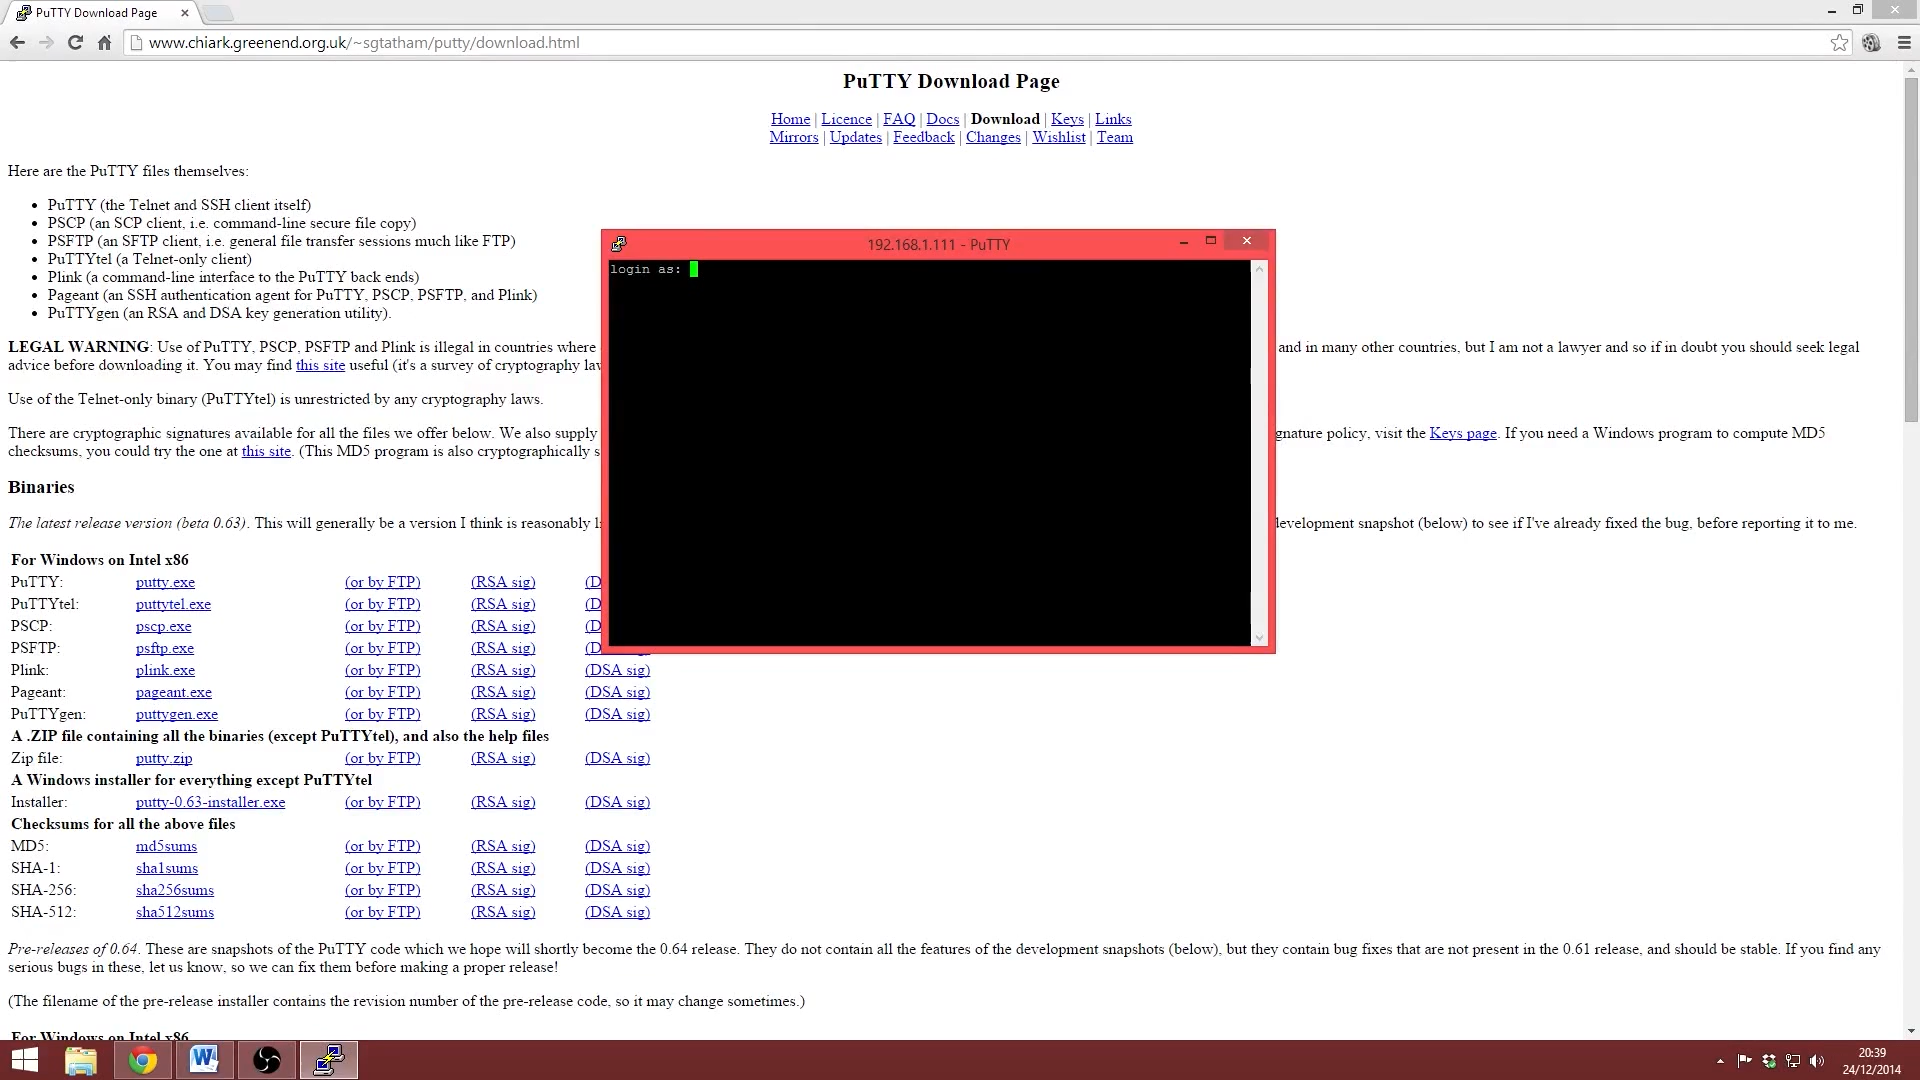 PuTTY Download Page
www.chiark.greenend.org.uk/~sgtatham/putty/download.html
PuTTY Download Page
Home | Licence | FAQ | Docs | Download | Keys | Links
Mirrors | Updates | Feedback | Changes | Wishlist | Team
Here are the PuTTY files themselves:
• PuTTY (the Telnet and SSH client itself)
• PSCP (an SCP client, i.e. command-line secure file copy)
• PSFTP (an SFTP client, i.e. general file transfer sessions much like FTP)
• PuTTYtel (a Telnet-only client)
• Plink (a command-line interface to the PuTTY back ends)
• Pageant (an SSH authentication agent for PuTTY, PSCP, PSFTP, and Plink)
• PuTTYgen (an RSA and DSA key generation utility).
192.168.1.111 - PuTTY
login as:
LEGAL WARNING: Use of PuTTY, PSCP, PSFTP and Plink is illegal in countries where and in many other countries, but I am not a lawyer and so if in doubt you should seek legal
advice before downloading it. You may find this site useful (it's a survey of cryptography
Use of the Telnet-only binary (PuTTYtel) is unrestricted by any cryptography laws.
There are cryptographic signatures available for all the files we offer below. We also supply gnature policy, visit the Keys page. If you need a Windows program to compute MD5
checksums, you could try the one at this site. (This MD5 program is also cryptographically
Binaries
The latest release version (beta 0.63). This will generally be a version I think is reasonably development snapshot (below) to see if I've already fixed the bug, before reporting it to me.
For Windows on Intel x86
PuTTY: putty.exe (or by FTP) (RSA sig) (D
PuTTYtel: puttytel.exe (or by FTP) (RSA sig) (D
PSCP: pscp.exe (or by FTP) (RSA sig) (D
PSFTP: psftp.exe (or by FTP) (RSA sig)
Plink: plink.exe (or by FTP) (RSA sig) (DSA sig)
Pageant: pageant.exe (or by FTP) (RSA sig) (DSA sig)
PuTTYgen: puttygen.exe (or by FTP) (RSA sig) (DSA sig)
A .ZIP file containing all the binaries (except PuTTYtel), and also the help files
Zip file: putty.zip (or by FTP) (RSA sig) (DSA sig)
A Windows installer for everything except PuTTYtel
Installer: putty-0.63-installer.exe (or by FTP) (RSA sig) (DSA sig)
Checksums for all the above files
MD5: md5sums (or by FTP) (RSA sig) (DSA sig)
SHA-1: sha1sums (or by FTP) (RSA sig) (DSA sig)
SHA-256: sha256sums (or by FTP) (RSA sig) (DSA sig)
SHA-512: sha512sums (or by FTP) (RSA sig) (DSA sig)
Pre-releases of 0.64. These are snapshots of the PuTTY code which we hope will shortly become the 0.64 release. They do not contain all the features of the development snapshots (below), but they contain bug fixes that are not present in the 0.61 release, and should be stable. If you find any
serious bugs in these, let us know, so we can fix them before making a proper release!
(The filename of the pre-release installer contains the revision number of the pre-release code, so it may change sometimes.)
For Windows on Intel x86
20:39
24/12/2014